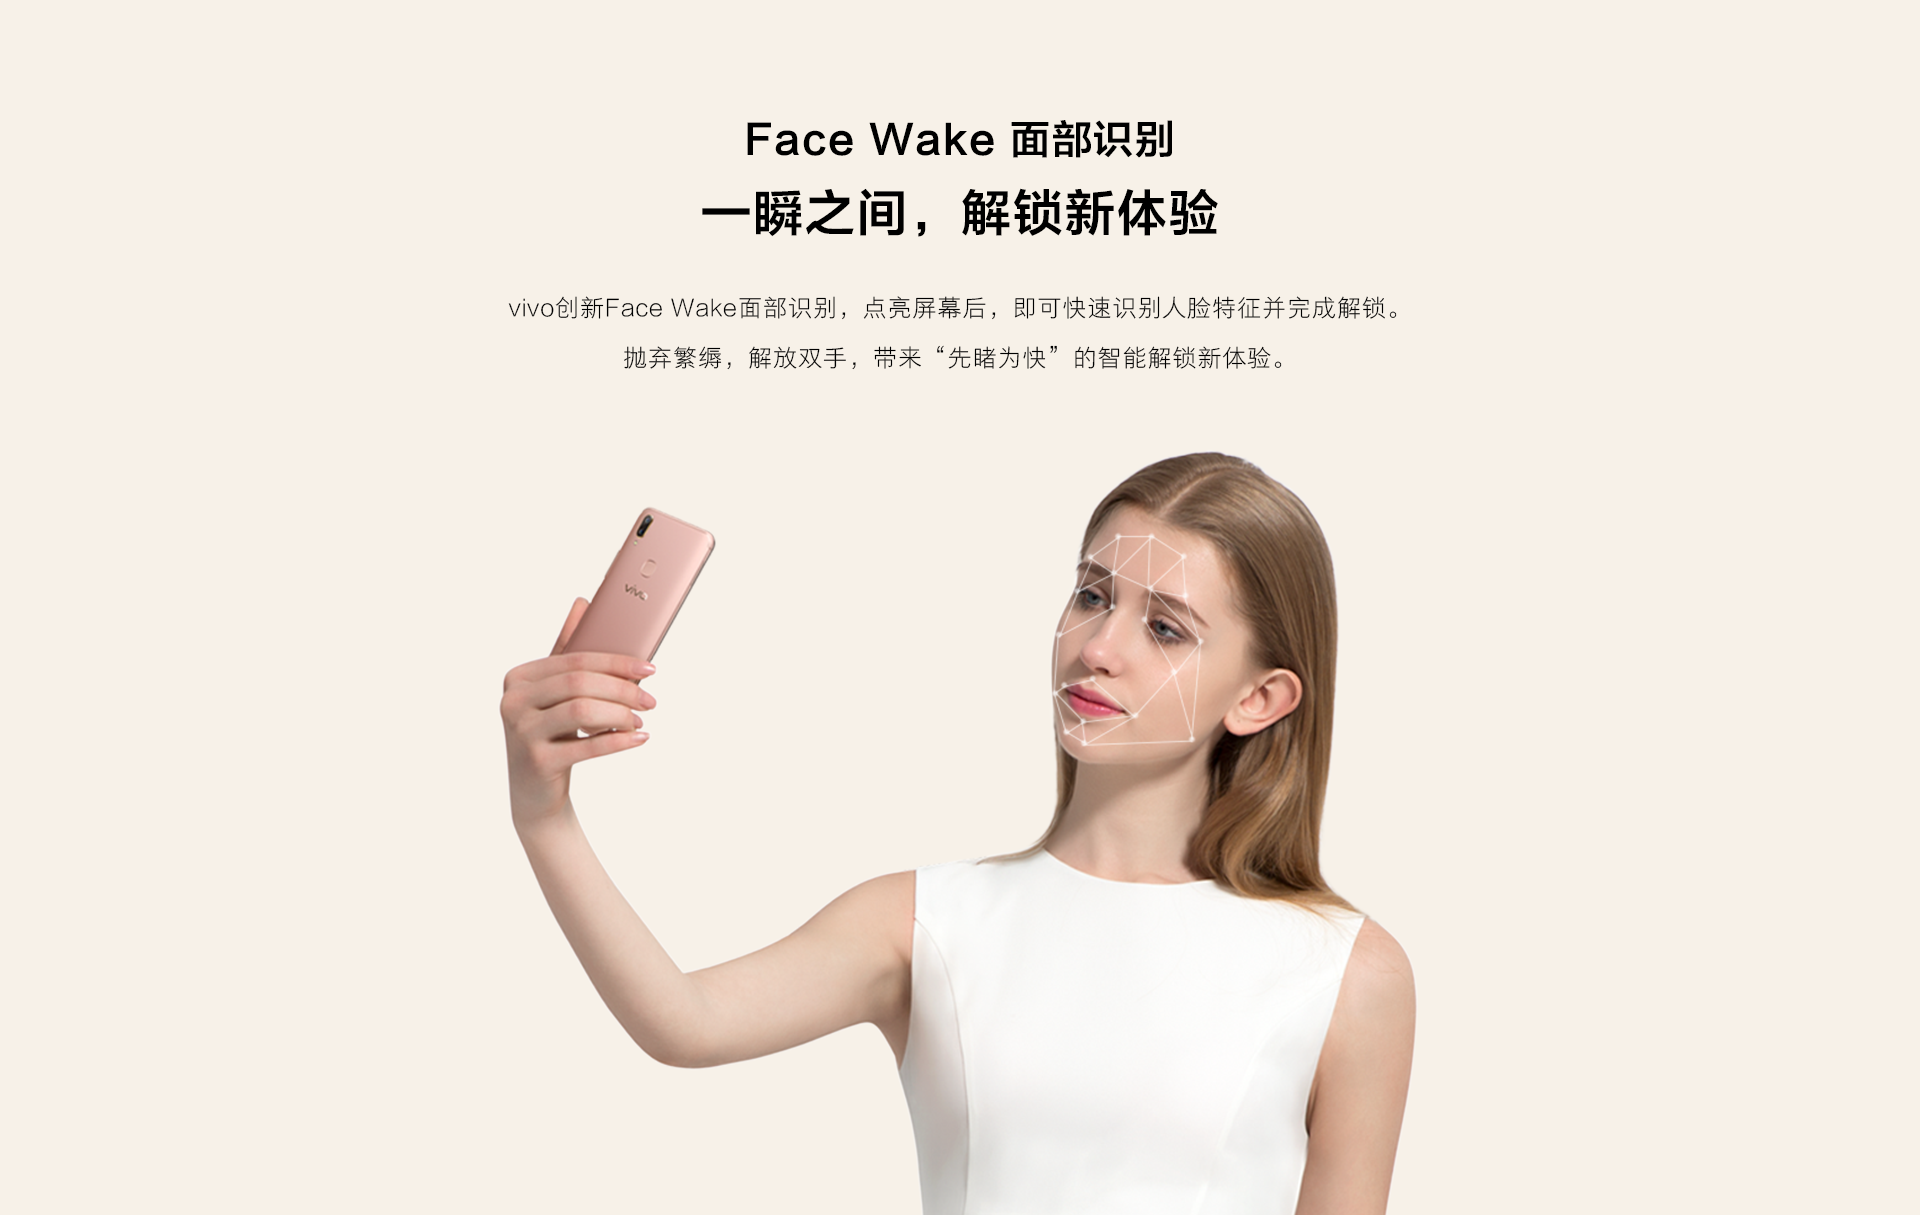 Face Wake 面部识别
一瞬之间，解锁新体验
vivo创新Face Wake面部识别，点亮屏幕后，即可快速识别人脸特征并完成解锁。
抛弃繁缛，解放双手，带来“先睹为快”的智能解锁新体验。
vivo